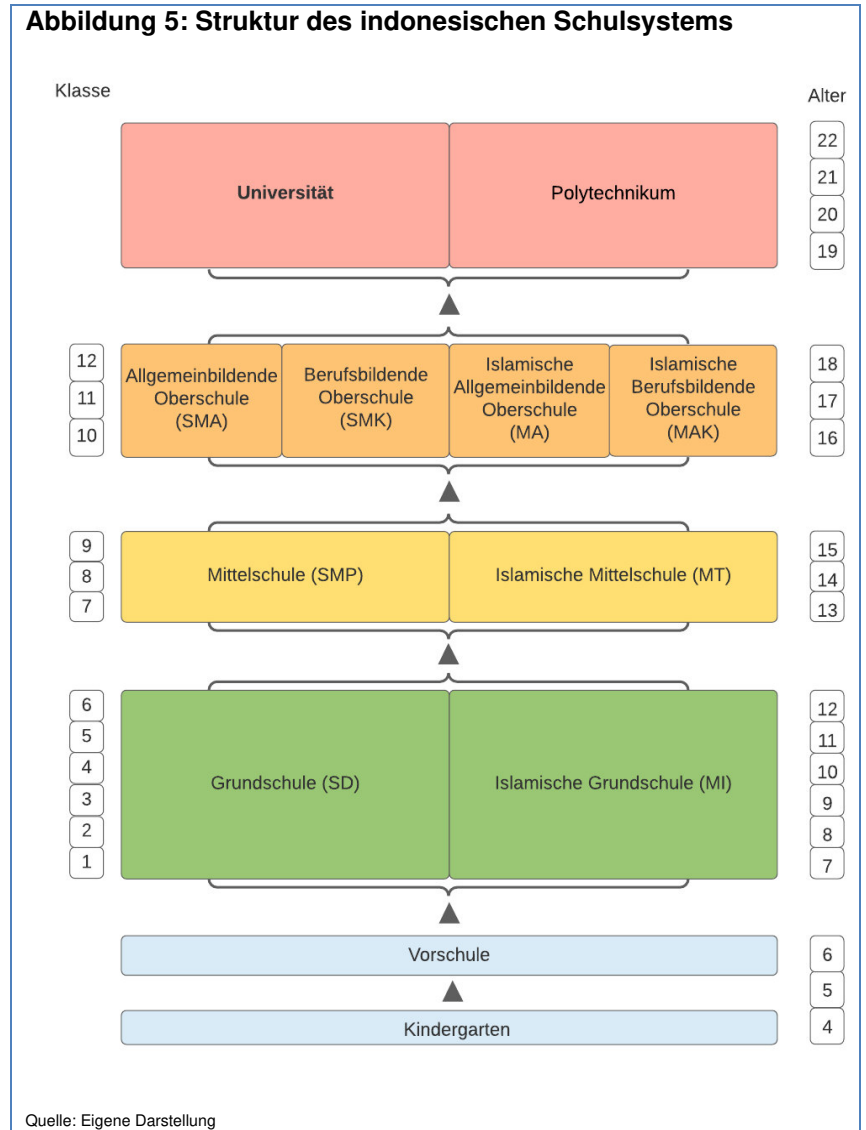 Abbildung 5: Struktur des indonesischen Schulsystems
Klasse
Alter
Universität
Polytechnikum
22
21
20
19
12
11
10
Allgemeinbildende
Oberschule
(SMA)
Berufsbildende
Oberschule
(SMK)
Islamische
Allgemeinbildende
Oberschule
(MA)
Islamische
Berufsbildende
Oberschule
(MAK)
18
17
16
9
8
7
Mittelschule (SMP)
Islamische Mittelschule (MT)
15
14
13
6
5
4
3
2
1
Grundschule (SD)
Islamische Grundschule (MI)
12
11
10
9
8
7
Vorschule
Kindergarten
6
5
4
Quelle: Eigene Darstellung